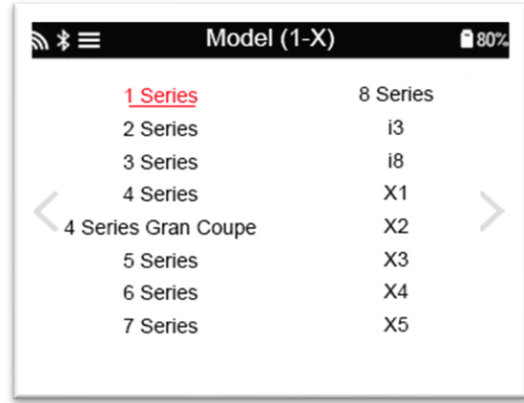 Model (1-X)
80%
1 Series
2 Series
3 Series
4 Series
4 Series Gran Coupe
5 Series
6 Series
7 Series
8 Series
i3
i8
X1
X2
X3
X4
X5